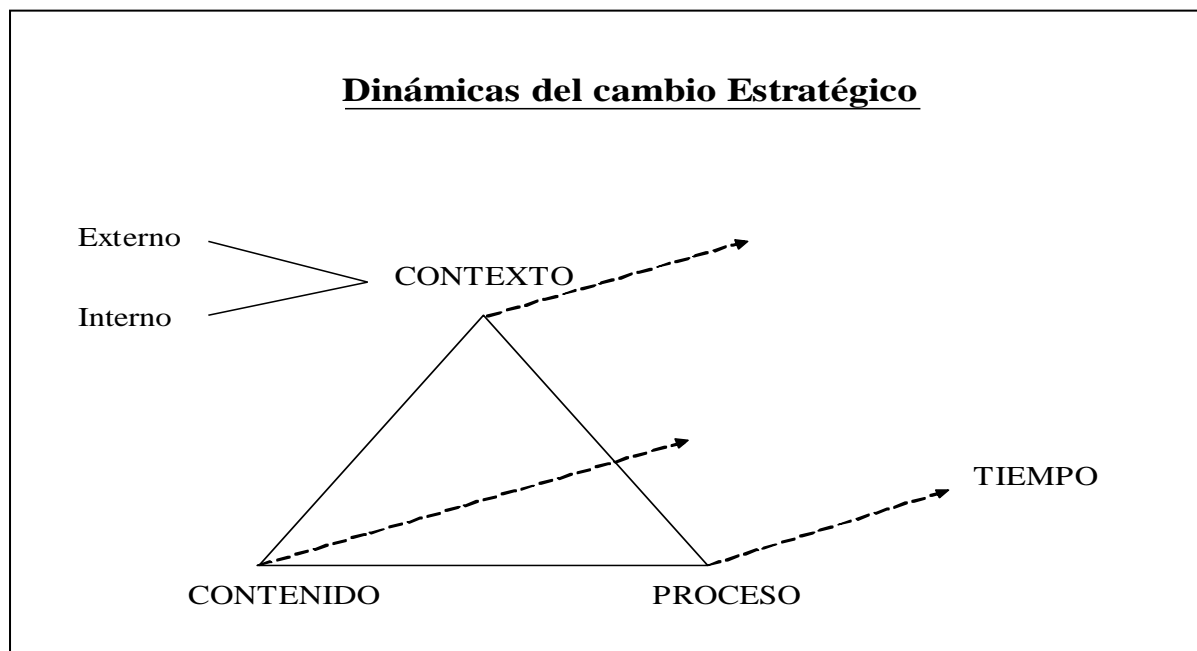 Dinámicas del cambio Estratégico
Externo
CONTEXTO
Interno
TIEMPO
CONTENIDO
PROCESO